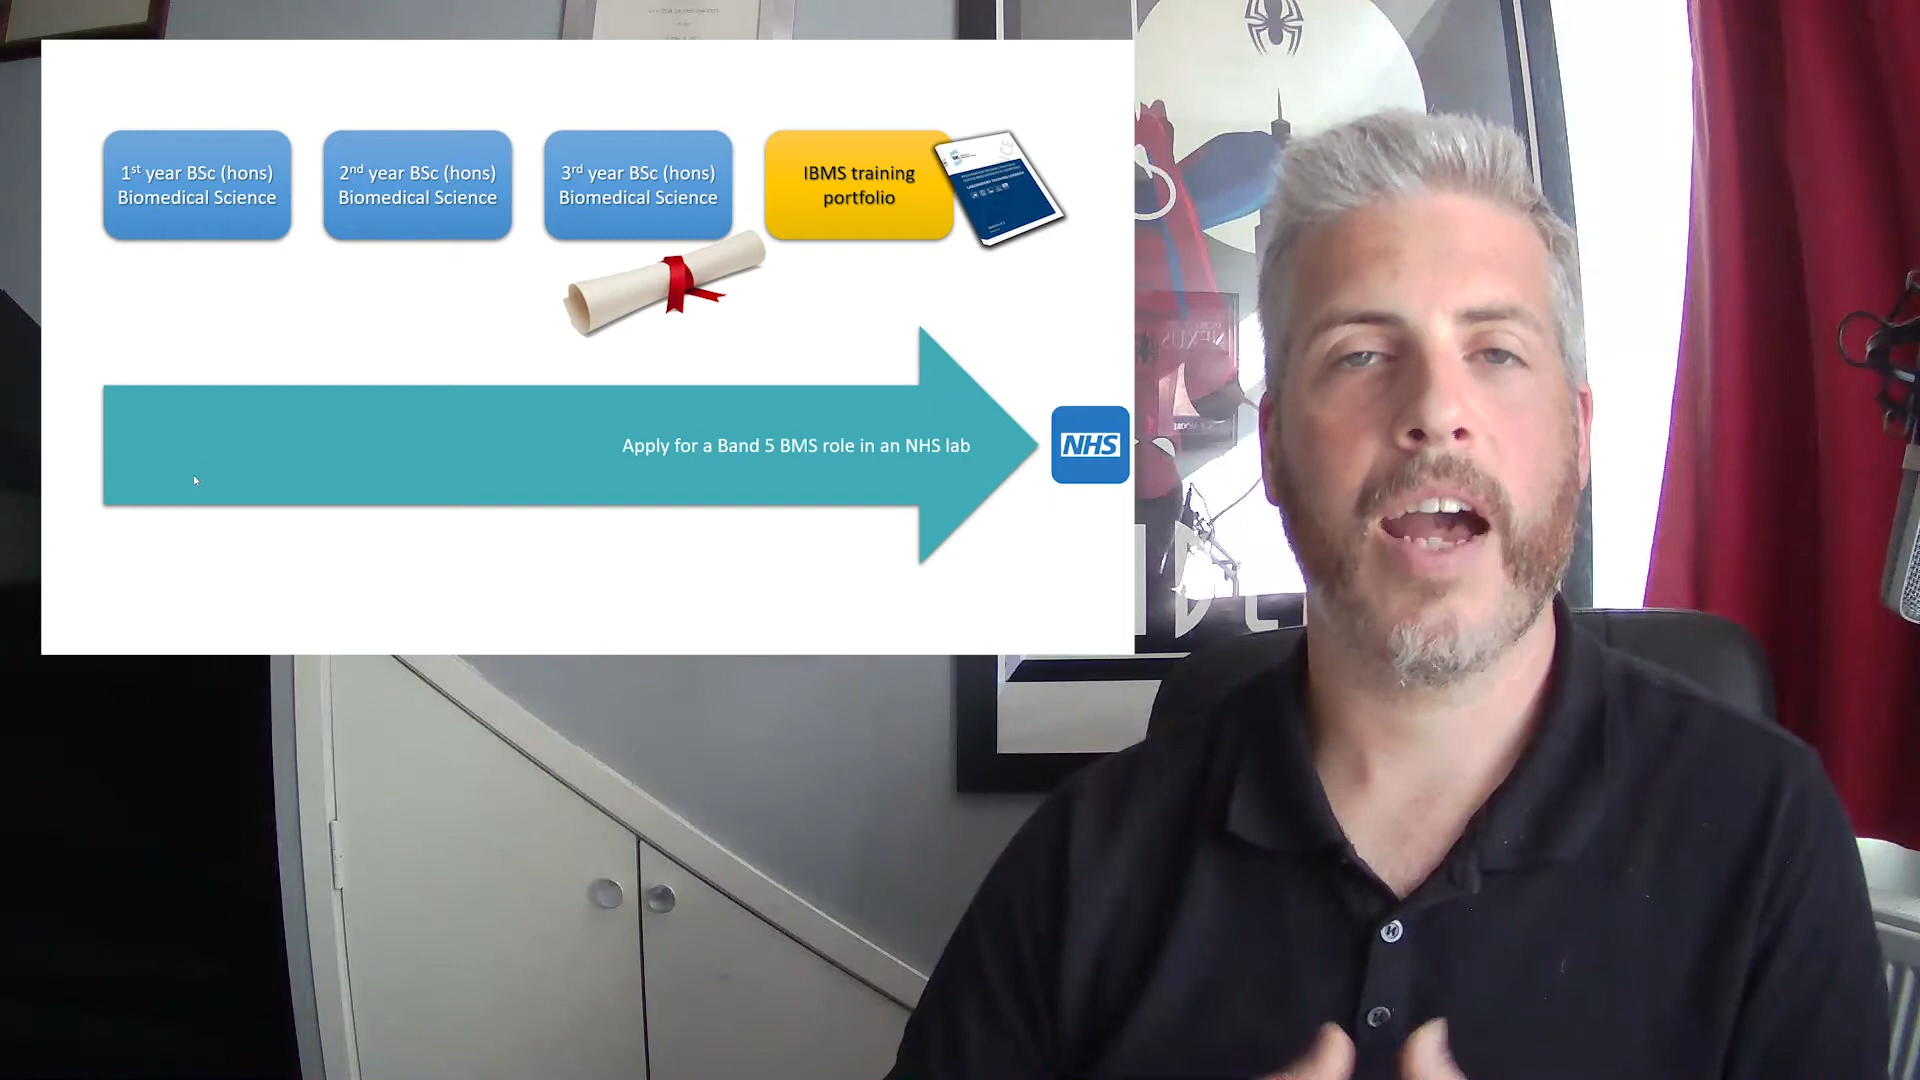 1st year BSc (hons)
Biomedical Science
2nd year BSc (hons)
Biomedical Science
3rd year BSc (hons)
Biomedical Science
IBMS training
portfolio
Apply for a Band 5 BMS role in an NHS lab
NHS